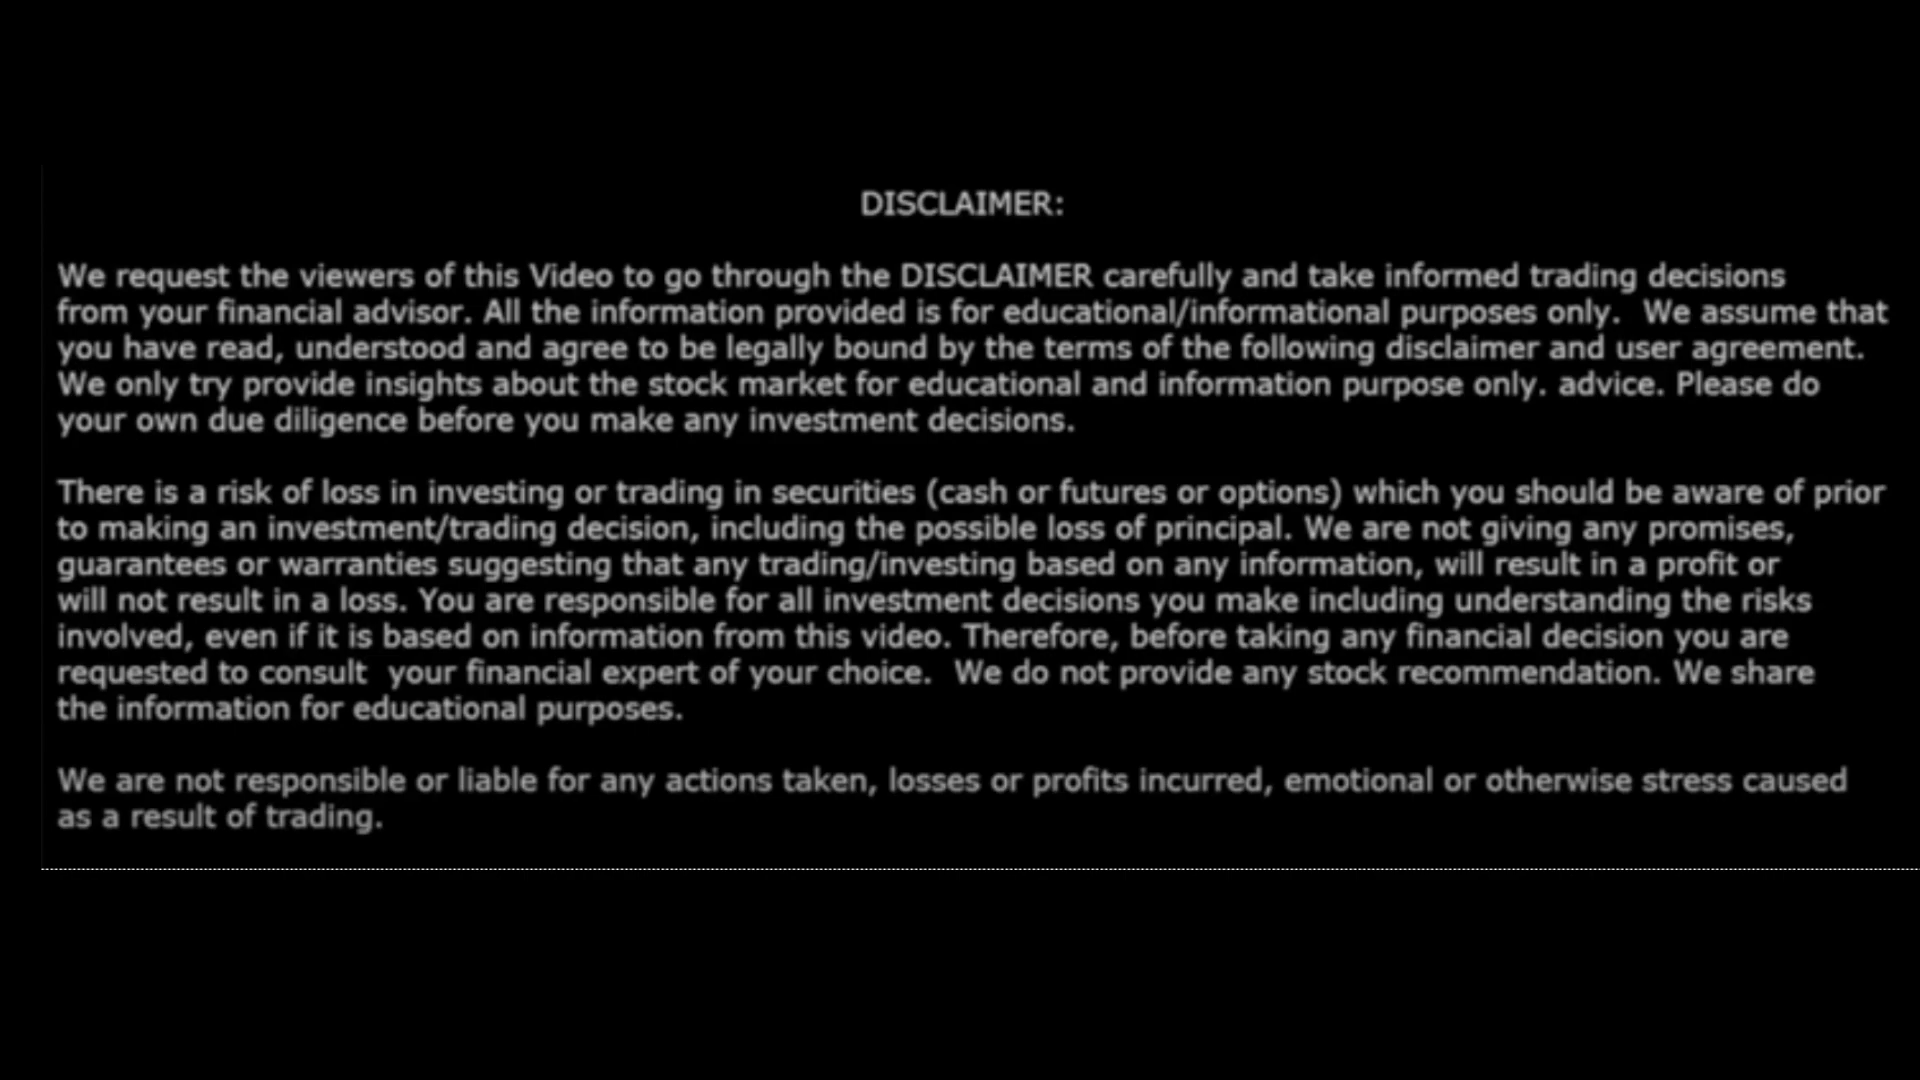 DISCLAIMER:
We request the viewers of this Video to go through the DISCLAIMER carefully and take informed trading decisions
from your financial advisor. All the information provided is for educational/informational purposes only.  We assume that
you have read, understood and agree to be legally bound by the terms of the following disclaimer and user agreement.
We only try provide insights about the stock market for educational and information purpose only. advice. Please do
your own due diligence before you make any investment decisions.
There is a risk of loss in investing or trading in securities (cash or futures or options) which you should be aware of prior
to making an investment/trading decision, including the possible loss of principal. We are not giving any promises,
guarantees or warranties suggesting that any trading/investing based on any information, will result in a profit or
will not result in a loss. You are responsible for all investment decisions you make including understanding the risks
involved, even if it is based on information from this video. Therefore, before taking any financial decision you are
requested to consult  your financial expert of your choice.  We do not provide any stock recommendation. We share
the information for educational purposes.
We are not responsible or liable for any actions taken, losses or profits incurred, emotional or otherwise stress caused
as a result of trading.